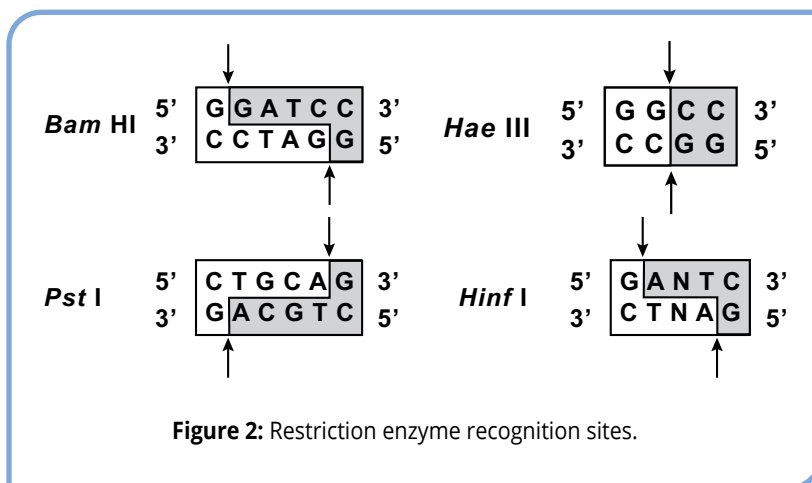 Bam HI 5' G G A T C C 3'
3' C C T A G G 5'
Hae III 5' G G C C 3'
3' C C G G 5'
Pst I 5' C T G C A G 3'
3' G A C G T C 5'
Hinf I 5' G A N T C 3'
3' C T N A G 5'
Figure 2: Restriction enzyme recognition sites.